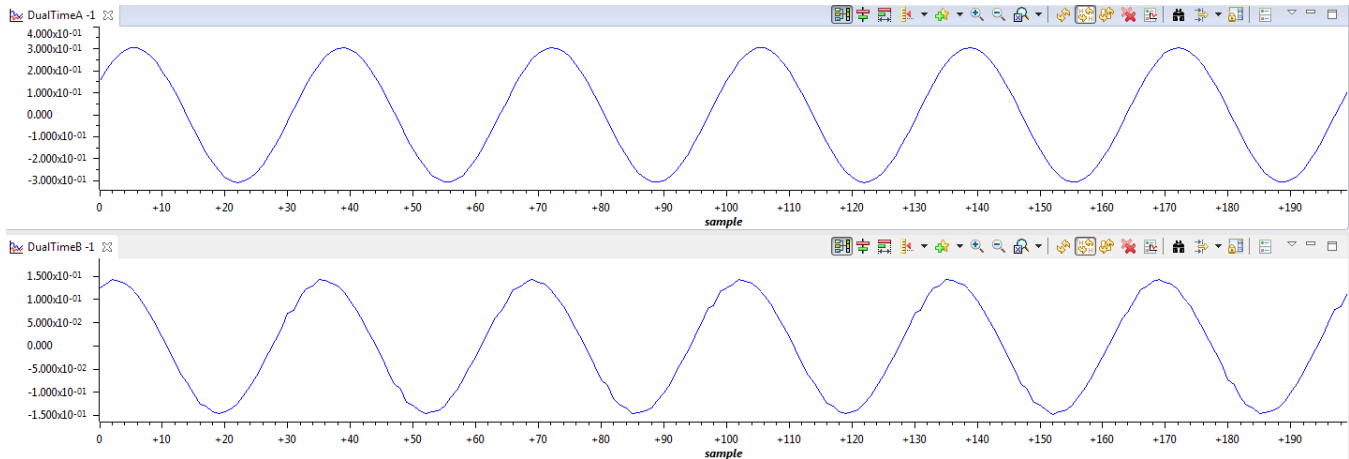 DualTimeA -1
4.000x10-01
3.000x10-01
2.000x10-01
1.000x10-01
0.000
-1.000x10-01
-2.000x10-01
-3.000x10-01
0 +10 +20 +30 +40 +50 +60 +70 +80 +90 +100 +110 +120 +130 +140 +150 +160 +170 +180 +190
sample
DualTimeB -1
1.500x10-01
1.000x10-01
5.000x10-02
0.000
-5.000x10-02
-1.000x10-01
-1.500x10-01
0 +10 +20 +30 +40 +50 +60 +70 +80 +90 +100 +110 +120 +130 +140 +150 +160 +170 +180 +190
sample